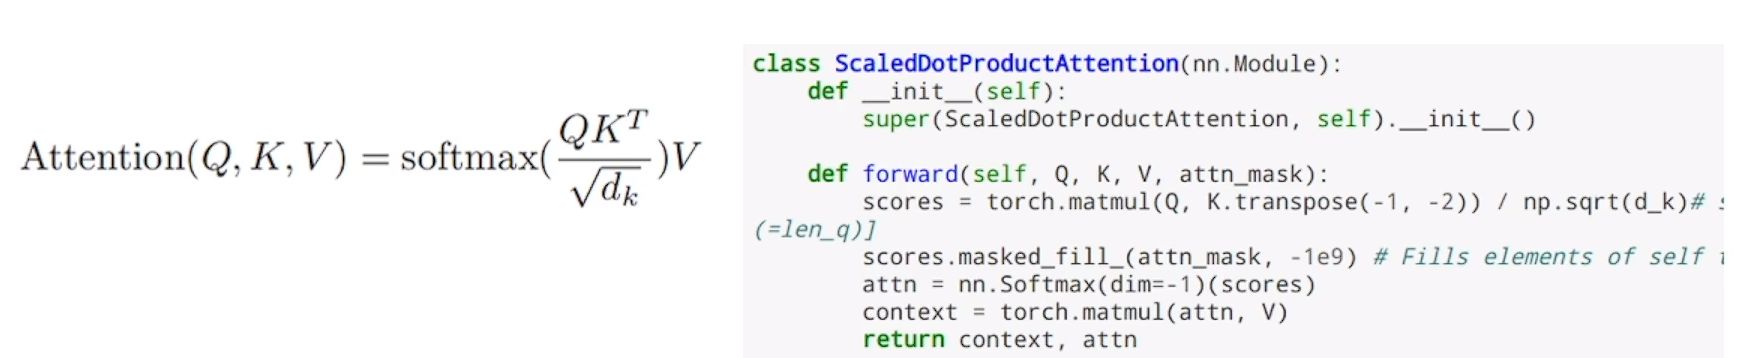 Attention(Q, K, V) = softmax(QK^T / √d_k)V
class ScaledDotProductAttention(nn.Module):
    def __init__(self):
        super(ScaledDotProductAttention, self).__init__()
    def forward(self, Q, K, V, attn_mask):
        scores = torch.matmul(Q, K.transpose(-1, -2)) / np.sqrt(d_k)#
(=len_q)]
        scores.masked_fill_(attn_mask, -1e9) # Fills elements of self
        attn = nn.Softmax(dim=-1)(scores)
        context = torch.matmul(attn, V)
        return context, attn